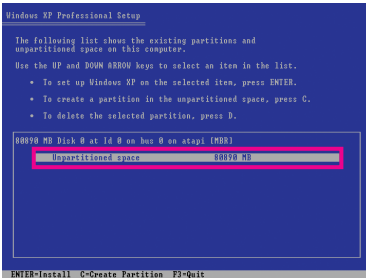 Windows XP Professional Setup
The following list shows the existing partitions and
unpartitioned space on this computer.
Use the UP and DOWN ARROW keys to select an item in the list.
• To set up Windows XP on the selected item, press ENTER.
• To create a partition in the unpartitioned space, press C.
• To delete the selected partition, press D.
80090 MB Disk 0 at Id 0 on bus 0 on atapi [MBR]
Unpartitioned space 80090 MB
ENTER=Install C=Create Partition F3=Quit